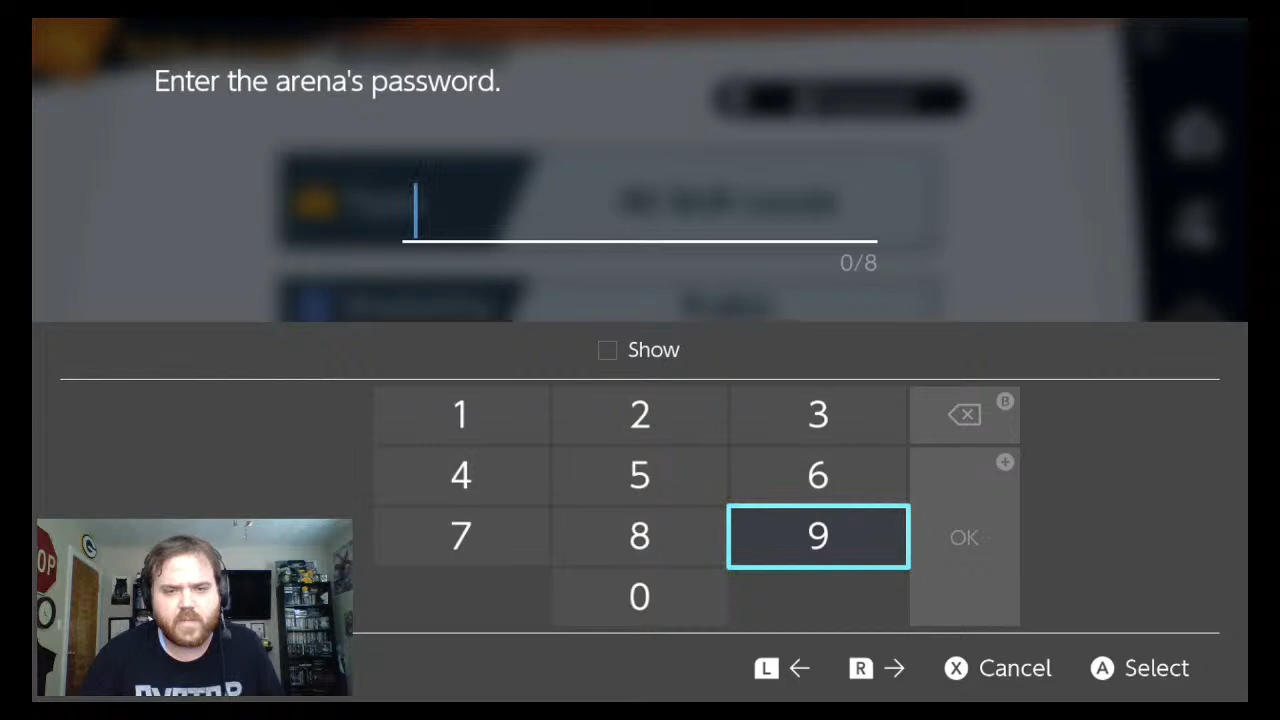 Enter the arena's password.
0/8
Show
1 2 3 B
4 5 6 +
7 8 9 OK
0
L ← R → X Cancel A Select
OP